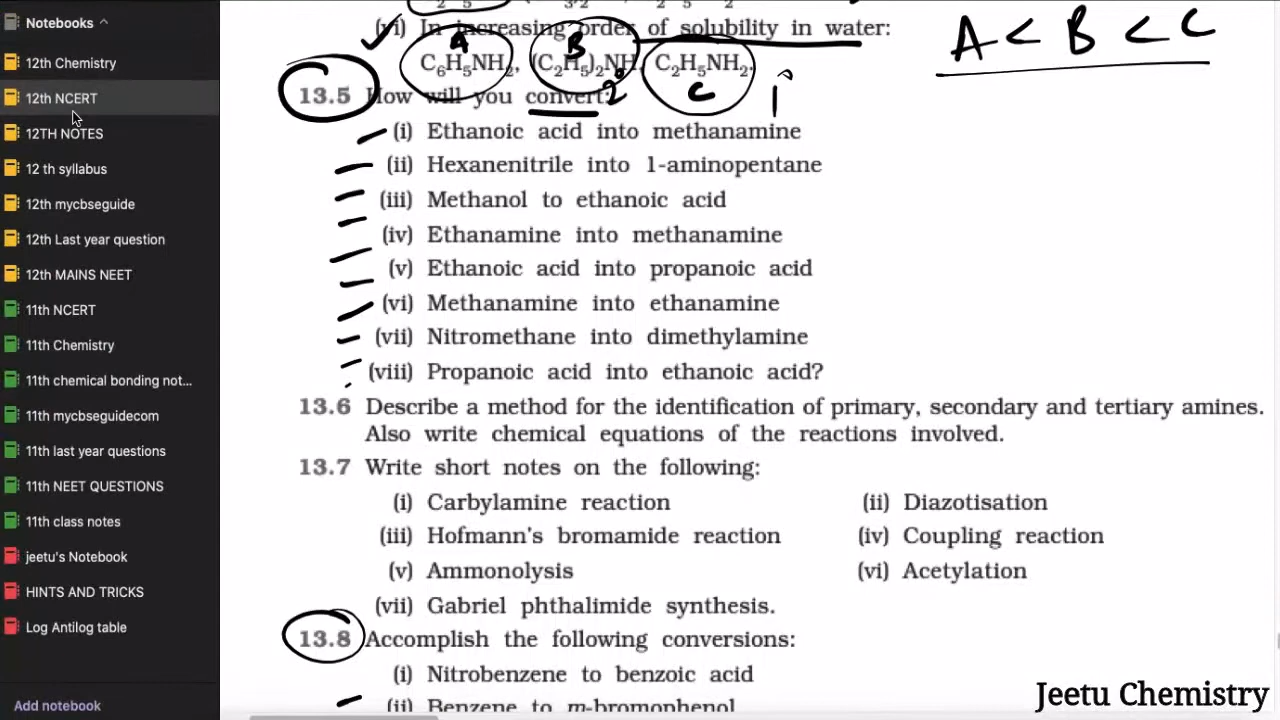 Notebooks
12th Chemistry
12th NCERT
12TH NOTES
12 th syllabus
12th mycbseguide
12th Last year question
12th MAINS NEET
11th NCERT
11th Chemistry
11th chemical bonding not...
11th mycbseguidecom
11th last year questions
11th NEET QUESTIONS
11th class notes
jeetu's Notebook
HINTS AND TRICKS
Log Antilog table
Add notebook
(vi) In increasing order of solubility in water:
A < B < C
A B
C₆H₅NH₂, (C₂H₅)₂NH, C₂H₅NH₂.
2° C 1°
13.5 How will you convert:
(i) Ethanoic acid into methanamine
(ii) Hexanenitrile into 1-aminopentane
(iii) Methanol to ethanoic acid
(iv) Ethanamine into methanamine
(v) Ethanoic acid into propanoic acid
(vi) Methanamine into ethanamine
(vii) Nitromethane into dimethylamine
(viii) Propanoic acid into ethanoic acid?
13.6 Describe a method for the identification of primary, secondary and tertiary amines.
Also write chemical equations of the reactions involved.
13.7 Write short notes on the following:
(i) Carbylamine reaction (ii) Diazotisation
(iii) Hofmann's bromamide reaction (iv) Coupling reaction
(v) Ammonolysis (vi) Acetylation
(vii) Gabriel phthalimide synthesis.
13.8 Accomplish the following conversions:
(i) Nitrobenzene to benzoic acid
(ii) Benzene to m-bromophenol
Jeetu Chemistry